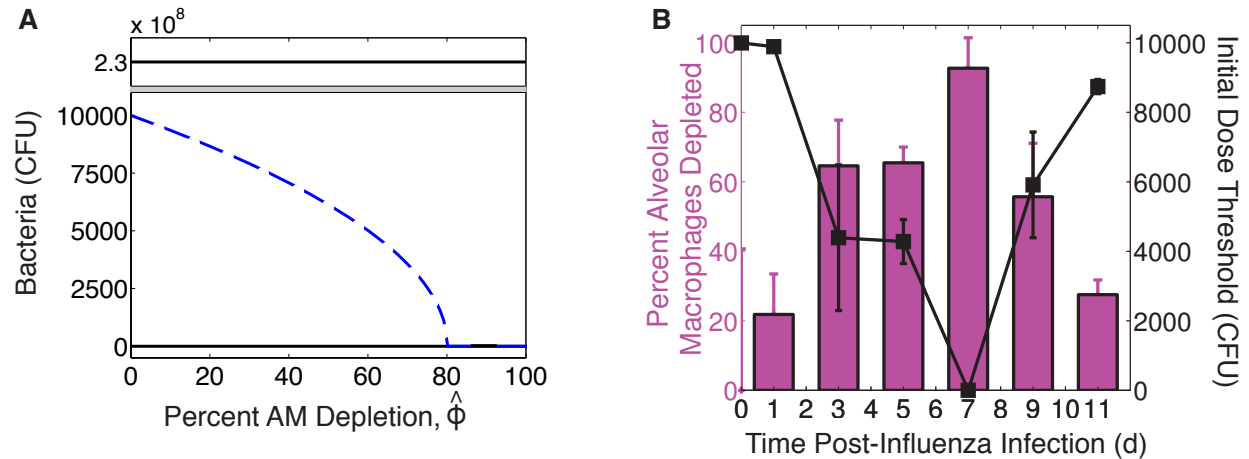 A
x 10^8
2.3
10000
7500
5000
2500
0
0 20 40 60 80 100
Bacteria (CFU)
Percent AM Depletion, ϕ̂
B
100
80
60
40
20
0
Percent Alveolar
Macrophages Depleted
10000
8000
6000
4000
2000
0
Initial Dose Threshold (CFU)
0 1 2 3 4 5 6 7 8 9 10 11
Time Post-Influenza Infection (d)